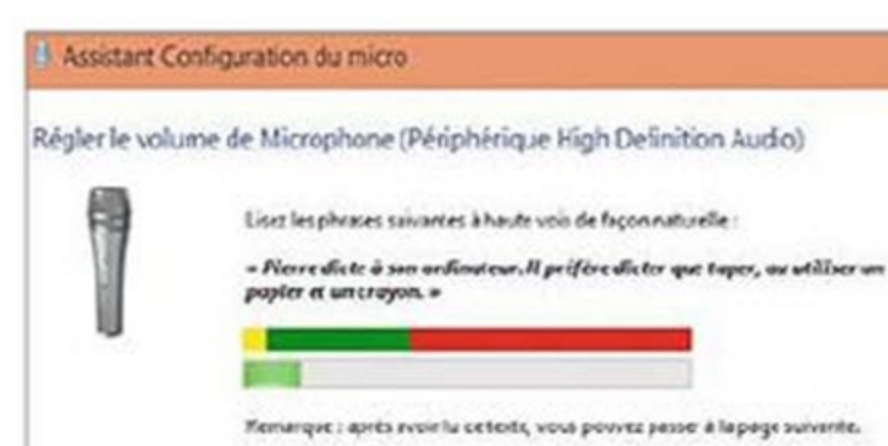 Assistant Configuration du micro
Régler le volume de Microphone (Périphérique High Definition Audio)
Lisez les phrases suivantes à haute voix de façon naturelle :
« Pierre dicte à son ordinateur. Il préfère dicter que taper, ou utiliser un
papier et un crayon. »
Remarque : après avoir lu ce texte, vous pouvez passer à la page suivante.